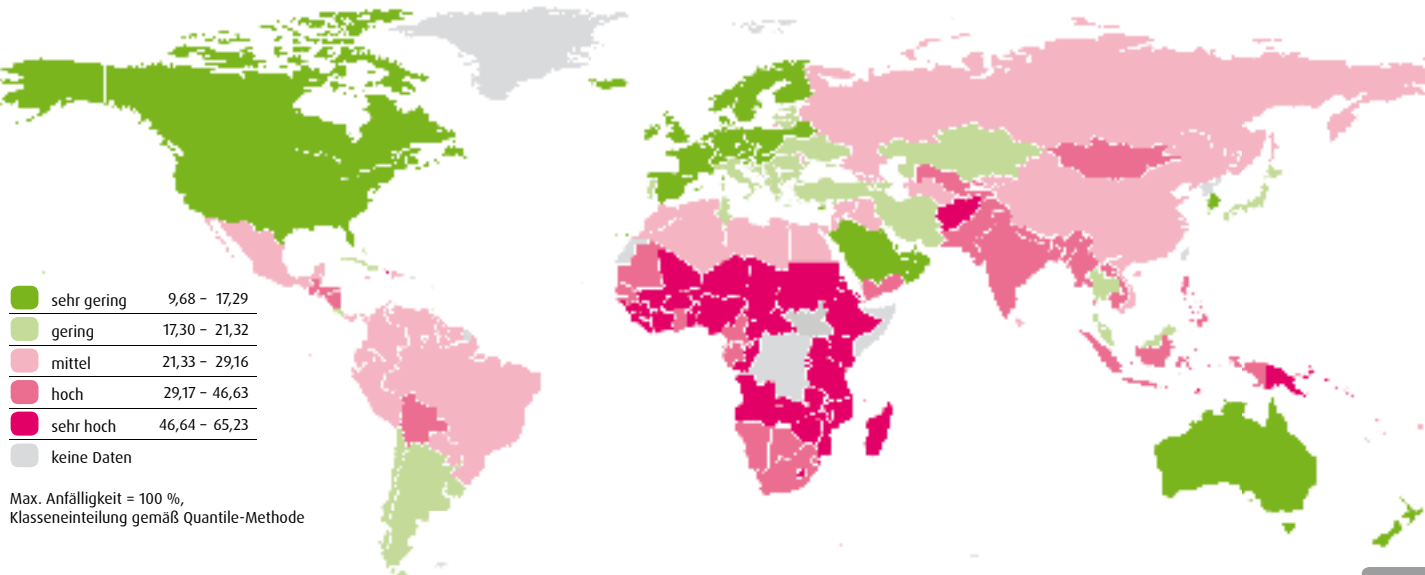 sehr gering 9,68 – 17,29
gering 17,30 – 21,32
mittel 21,33 – 29,16
hoch 29,17 – 46,63
sehr hoch 46,64 – 65,23
keine Daten
Max. Anfälligkeit = 100 %,
Klasseneinteilung gemäß Quantile-Methode